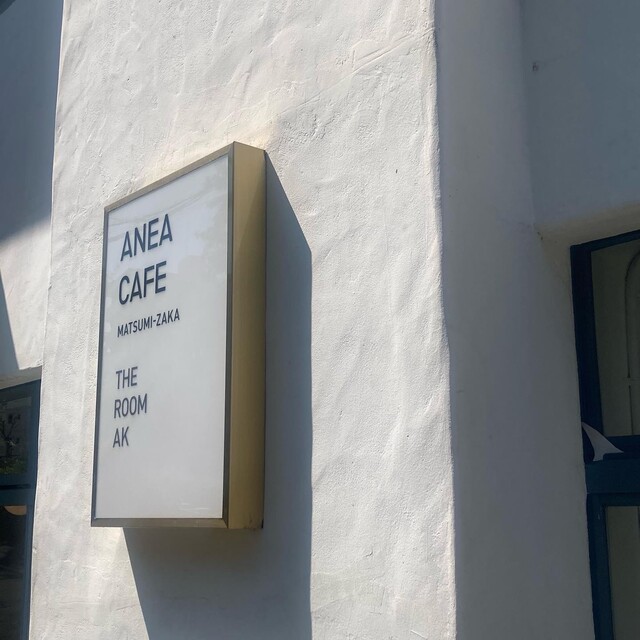 ANEA
CAFE
MATSUMI-ZAKA
THE
ROOM
AK